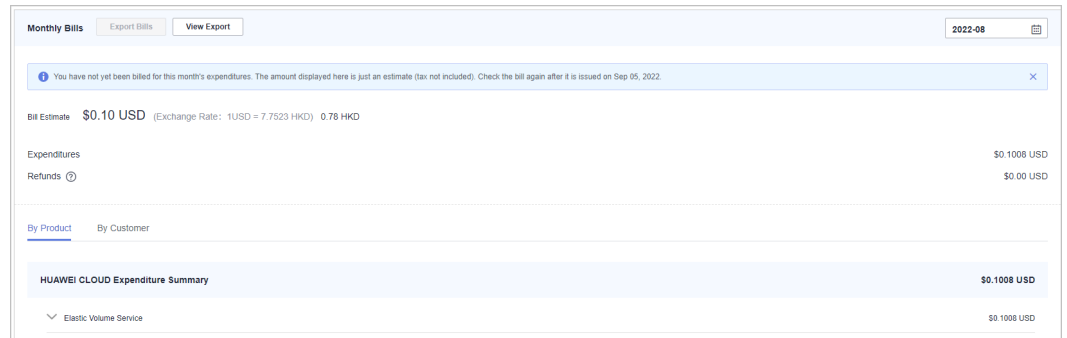 Monthly Bills Export Bills View Export 2022-08
You have not yet been billed for this month's expenditures. The amount displayed here is just an estimate (tax not included). Check the bill again after it is issued on Sep 05, 2022.
Bill Estimate $0.10 USD (Exchange Rate: 1USD = 7.7523 HKD) 0.78 HKD
Expenditures $0.1008 USD
Refunds $0.00 USD
By Product By Customer
HUAWEI CLOUD Expenditure Summary $0.1008 USD
Elastic Volume Service $0.1008 USD